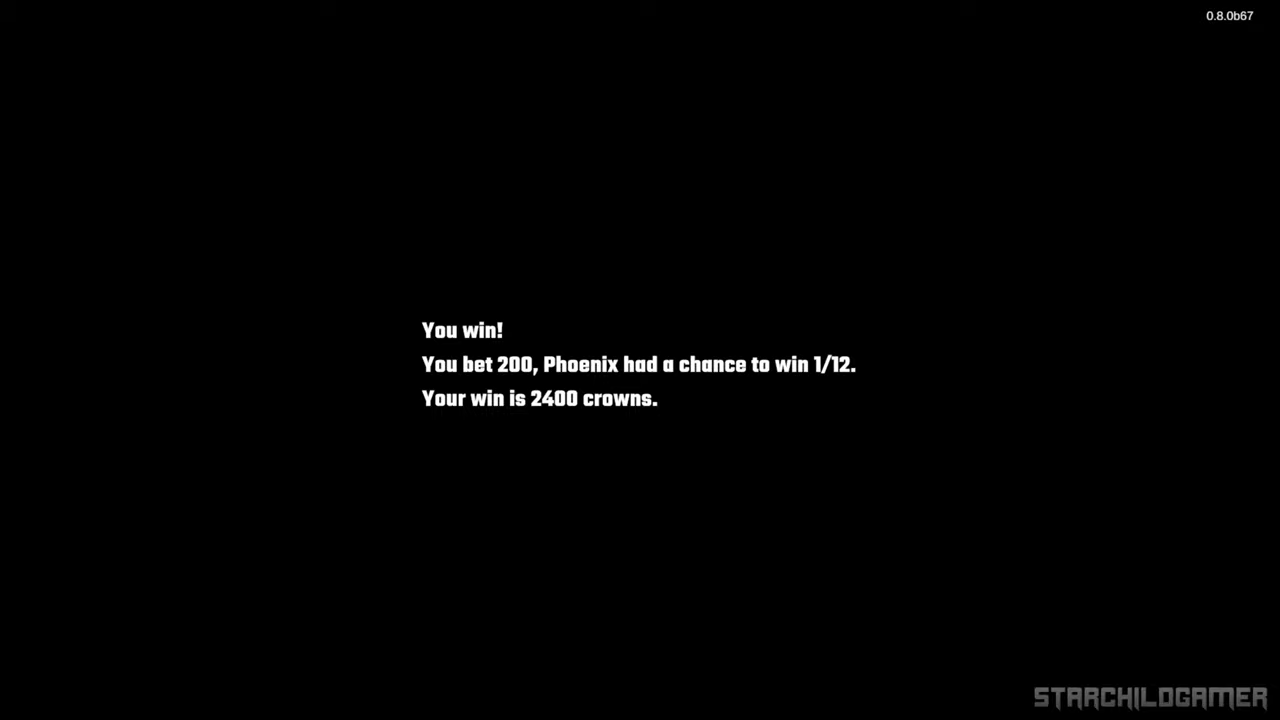 0.8.0b67
You win!
You bet 200, Phoenix had a chance to win 1/12.
Your win is 2400 crowns.
STARCHILDGAMER